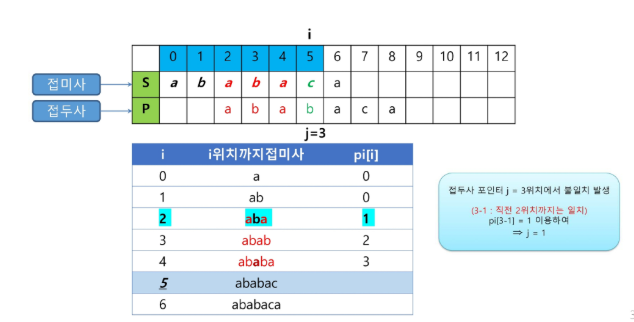 i
0 1 2 3 4 5 6 7 8 9 10 11 12
접미사 S a b a b a c a
접두사 P a b a b a c a
j=3
i i위치까지접미사 pi[i]
0 a 0
1 ab 0
2 aba 1
3 abab 2
4 ababa 3
5 ababac
6 ababaca
접두사 포인터 j = 3위치에서 불일치 발생
(3-1 : 직전 2위치까지는 일치)
pi[3-1] = 1 이용하여
⇒ j = 1